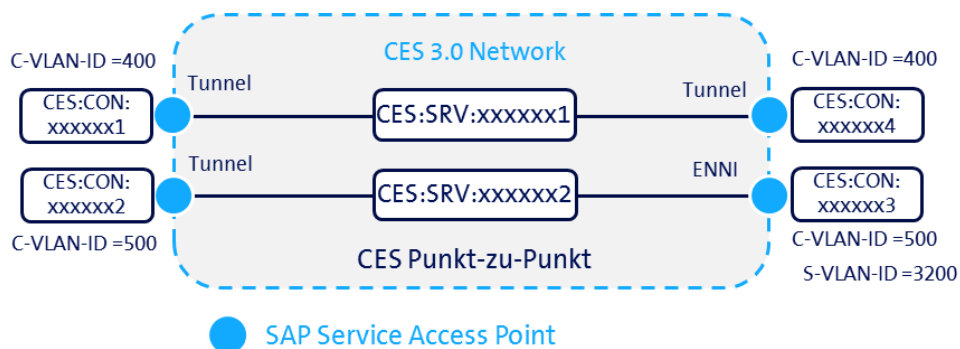 CES 3.0 Network
C-VLAN-ID =400
C-VLAN-ID =400
Tunnel
Tunnel
CES:CON:
xxxxxx1
CES:SRV:xxxxxx1
CES:CON:
xxxxxx4
Tunnel
ENNI
CES:CON:
xxxxxx2
CES:SRV:xxxxxx2
CES:CON:
xxxxxx3
C-VLAN-ID =500
C-VLAN-ID =500
CES Punkt-zu-Punkt
S-VLAN-ID =3200
SAP Service Access Point